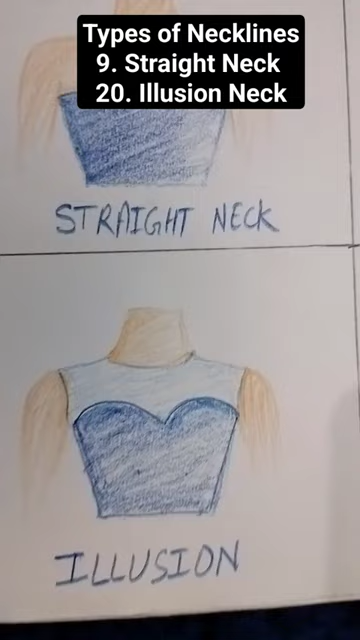 Types of Necklines
9. Straight Neck
20. Illusion Neck
STRAIGHT NECK
ILLUSION